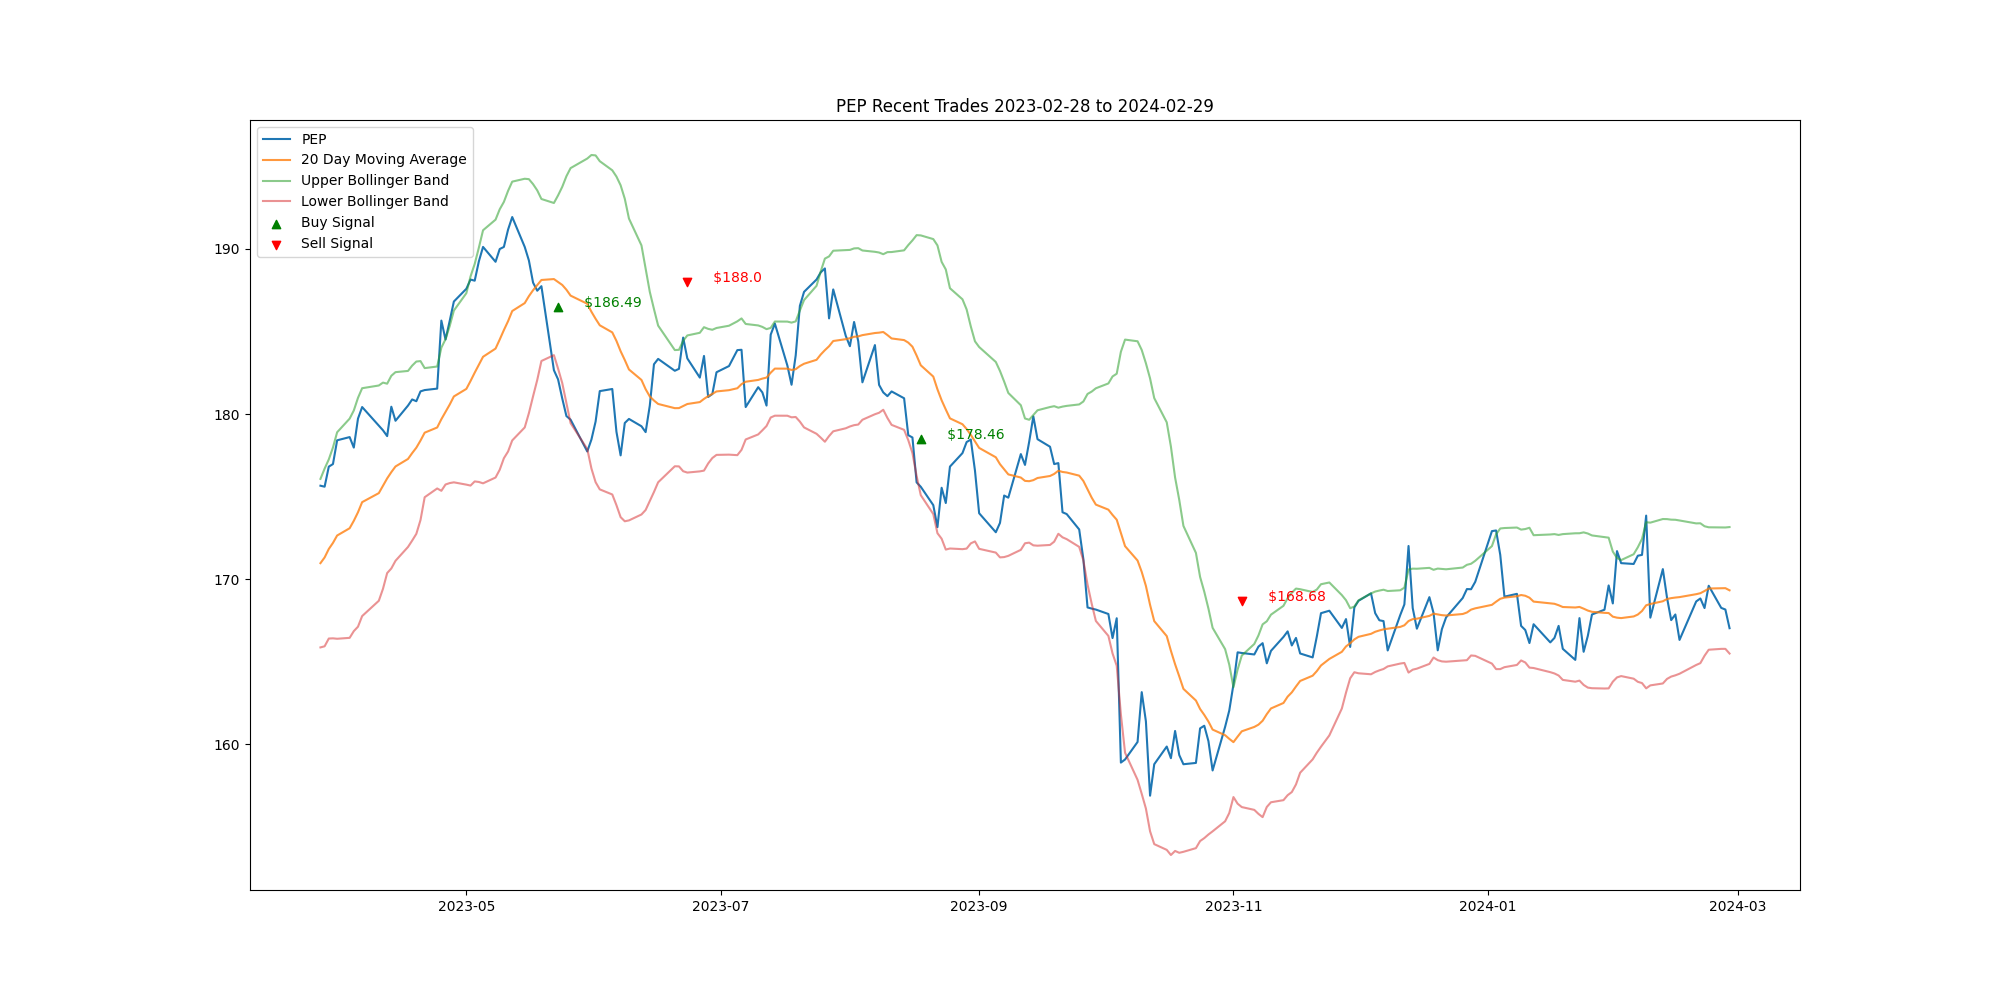 PEP Recent Trades 2023-02-28 to 2024-02-29
PEP
20 Day Moving Average
Upper Bollinger Band
Lower Bollinger Band
Buy Signal
Sell Signal
190
180
170
160
$186.49
$188.0
$178.46
$168.68
2023-05
2023-07
2023-09
2023-11
2024-01
2024-03